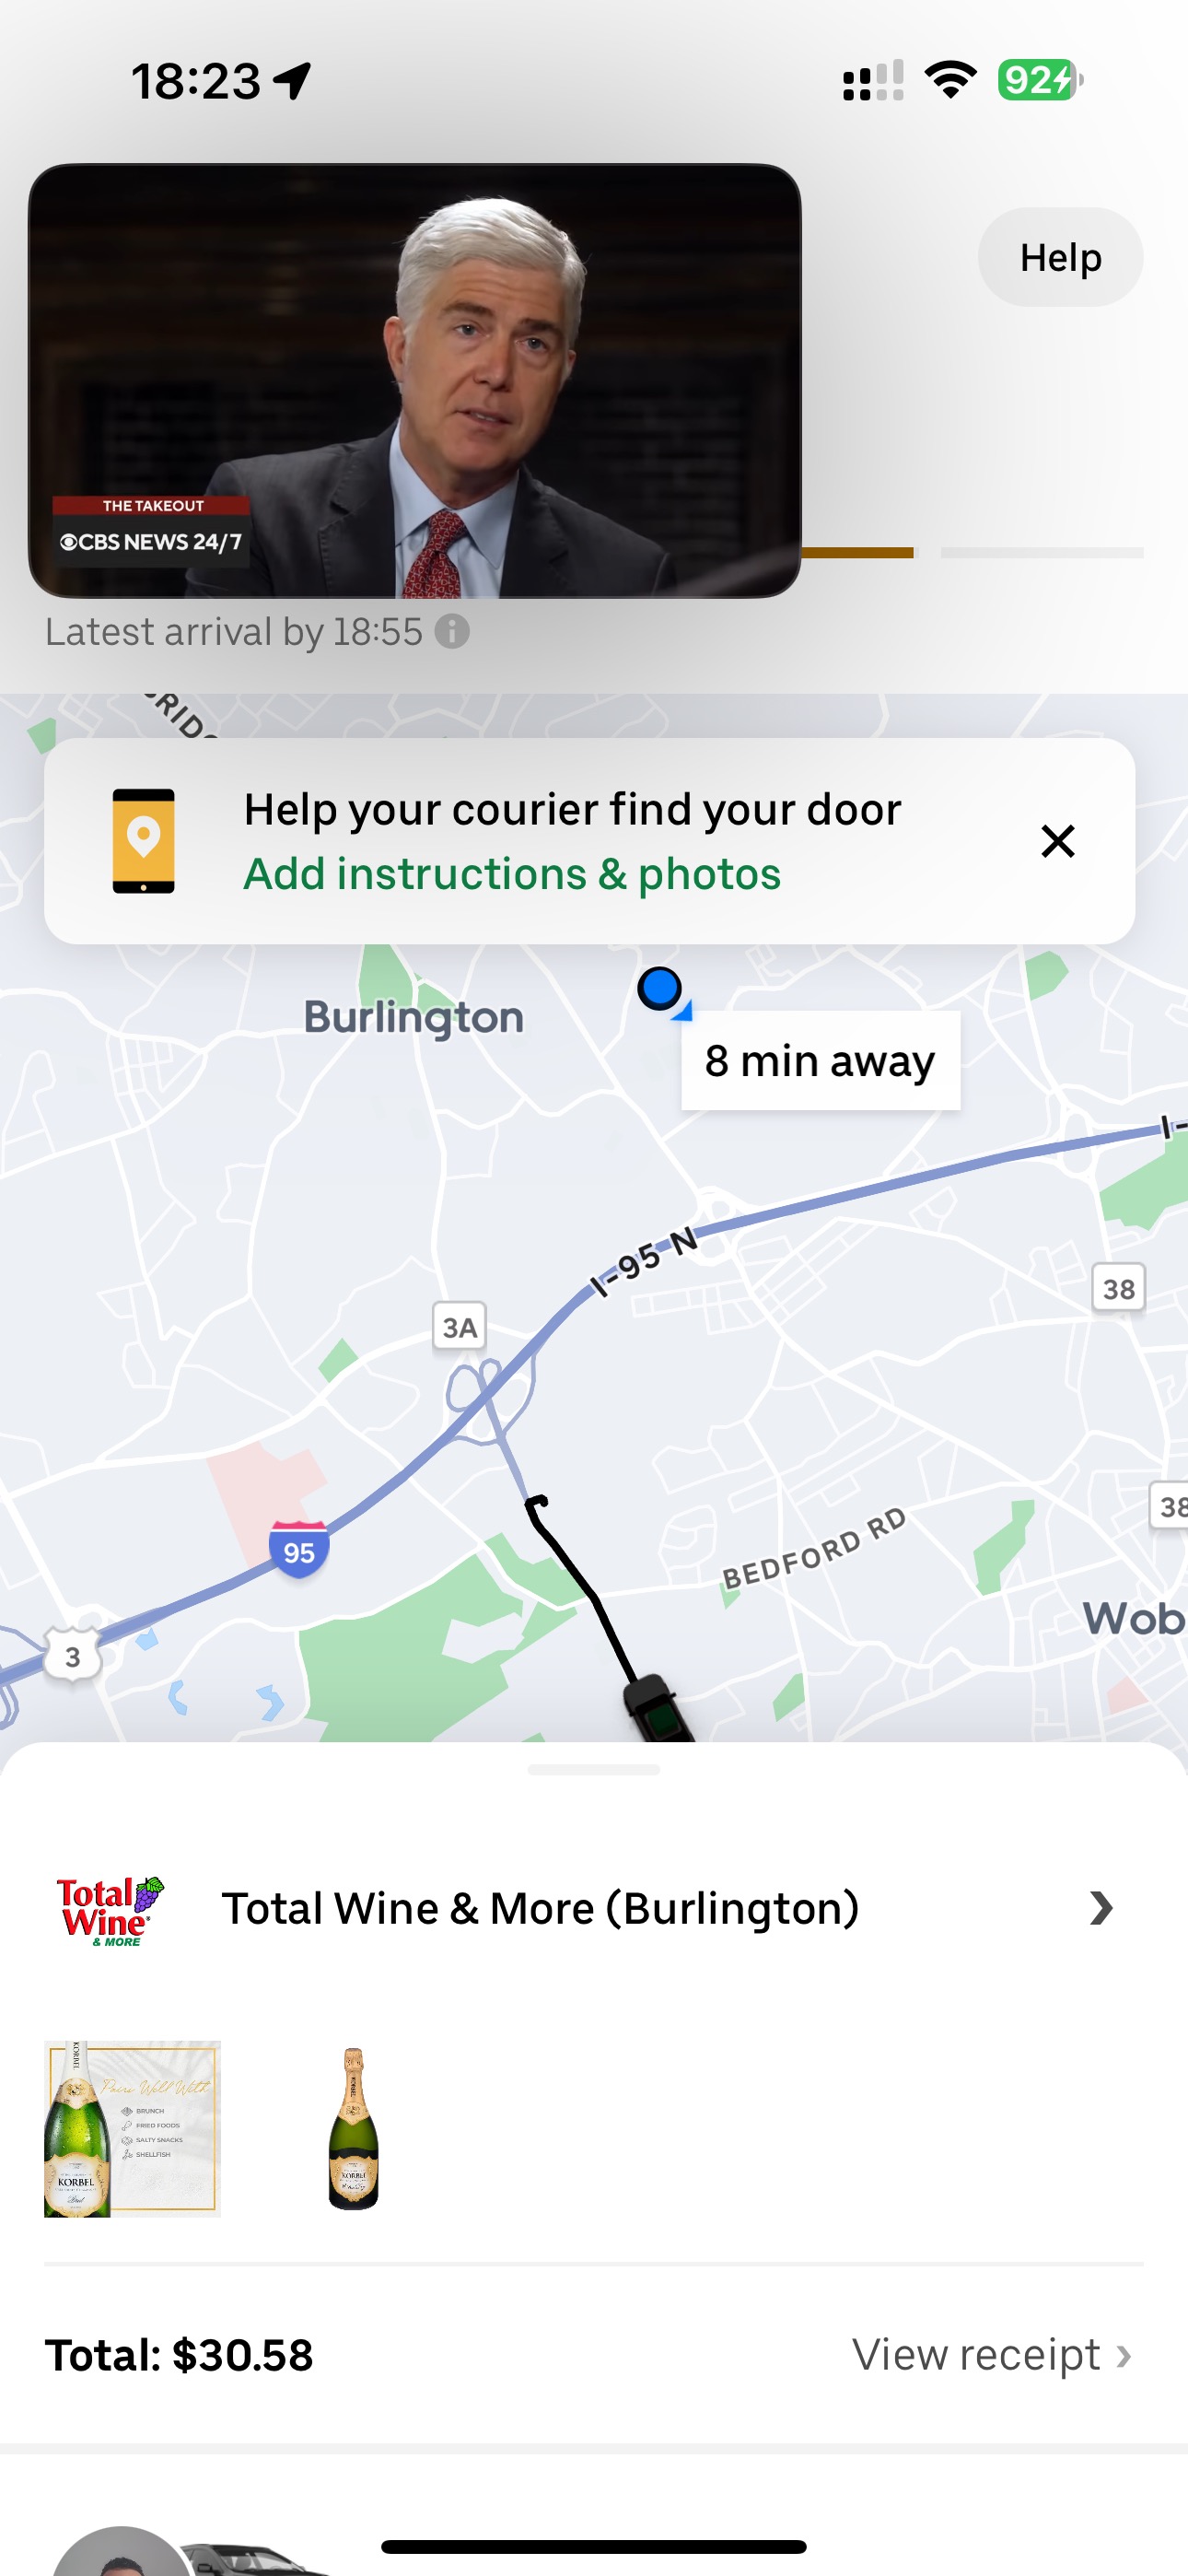 18:23
92
Help
THE TAKEOUT
CBS NEWS 24/7
Latest arrival by 18:55
Help your courier find your door
Add instructions & photos
Burlington
8 min away
I-95 N
3A
38
38
95
BEDFORD RD
Wob
3
Total Wine & MORE
Total Wine & More (Burlington)
KORBEL
Pairs Well With
BRUNCH
FRIED FOODS
SALTY SNACKS
SHELLFISH
KORBEL
Brut
KORBEL
KORBEL
Total: $30.58
View receipt